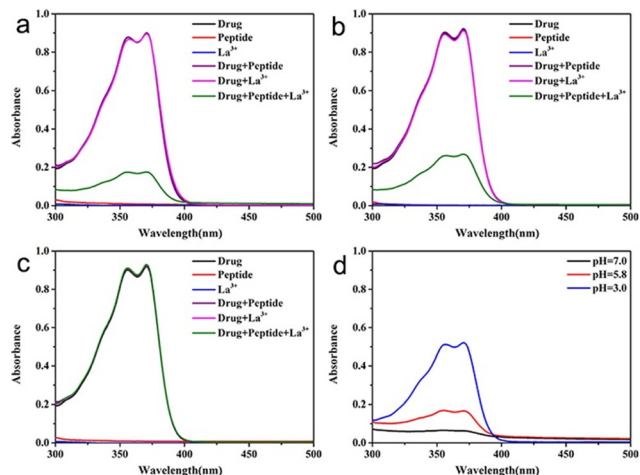 a
Drug
Peptide
La³⁺
Drug+Peptide
Drug+La³⁺
Drug+Peptide+La³⁺
1.0
0.8
0.6
0.4
0.2
0.0
Absorbance
300 350 400 450 500
Wavelength(nm)
b
Drug
Peptide
La³⁺
Drug+Peptide
Drug+La³⁺
Drug+Peptide+La³⁺
1.0
0.8
0.6
0.4
0.2
0.0
Absorbance
300 350 400 450 500
Wavelength(nm)
c
Drug
Peptide
La³⁺
Drug+Peptide
Drug+La³⁺
Drug+Peptide+La³⁺
1.0
0.8
0.6
0.4
0.2
0.0
Absorbance
300 350 400 450 500
Wavelength(nm)
d
pH=7.0
pH=5.8
pH=3.0
1.0
0.8
0.6
0.4
0.2
0.0
Absorbance
300 350 400 450 500
Wavelength(nm)